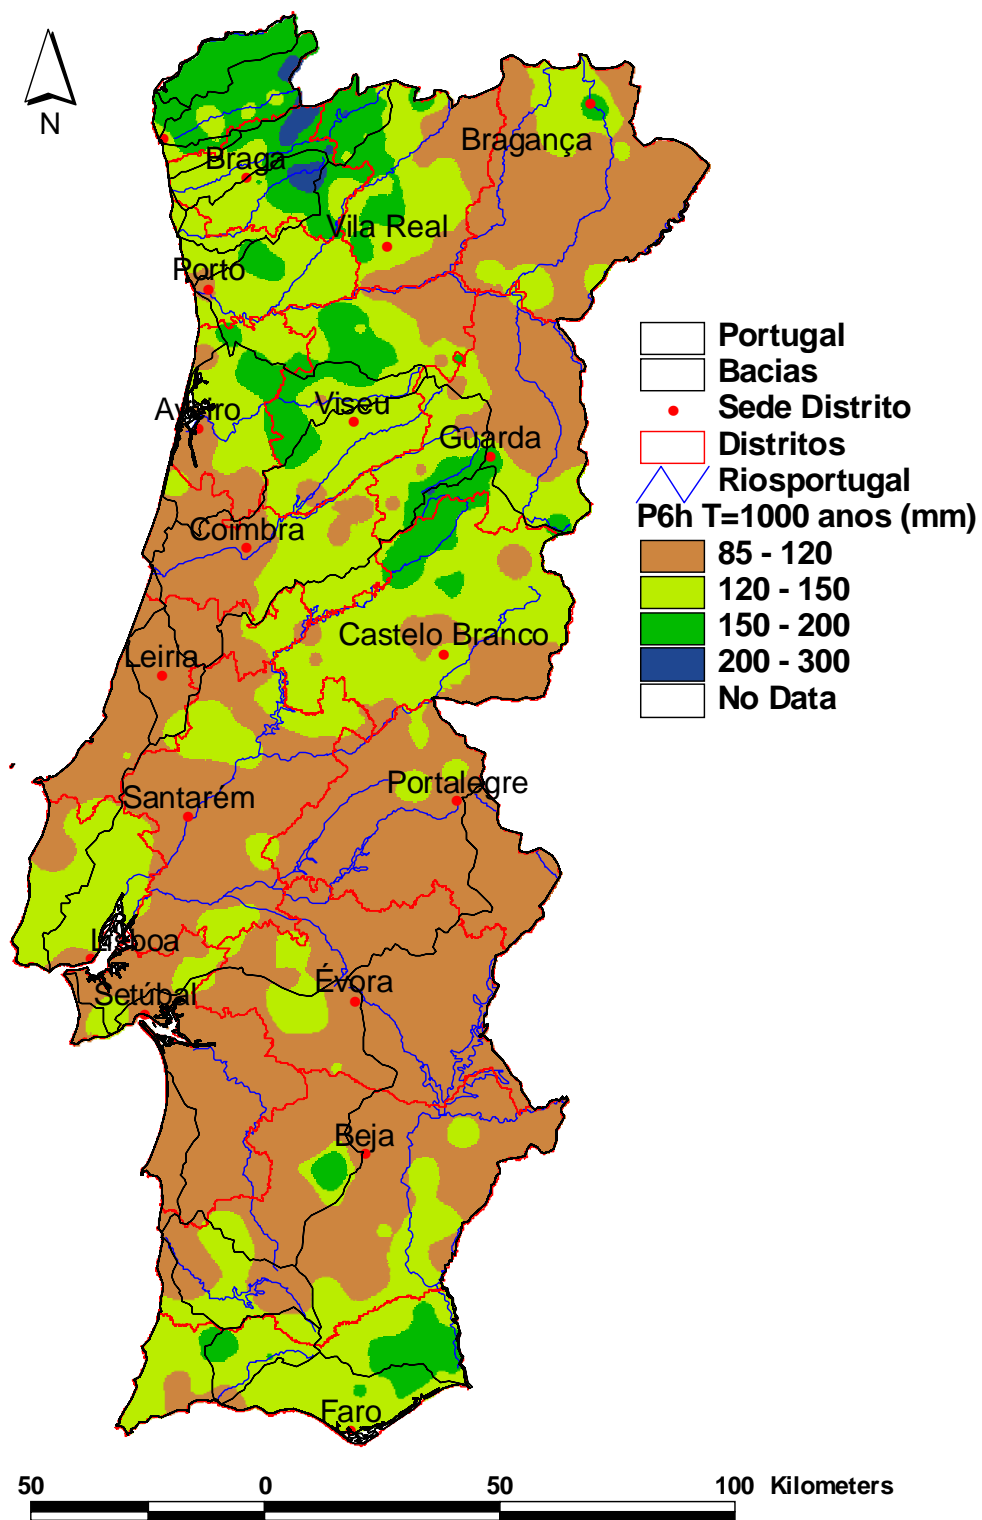 N
Bragança
Braga
Vila Real
Porto
Portugal
Bacias
Sede Distrito
Distritos
Riosportugal
P6h T=1000 anos (mm)
85 - 120
120 - 150
150 - 200
200 - 300
No Data
Aveiro
Viseu
Guarda
Coimbra
Castelo Branco
Leiria
Portalegre
Santarem
Lisboa
Évora
Setúbal
Beja
Faro
50 0 50 100 Kilometers